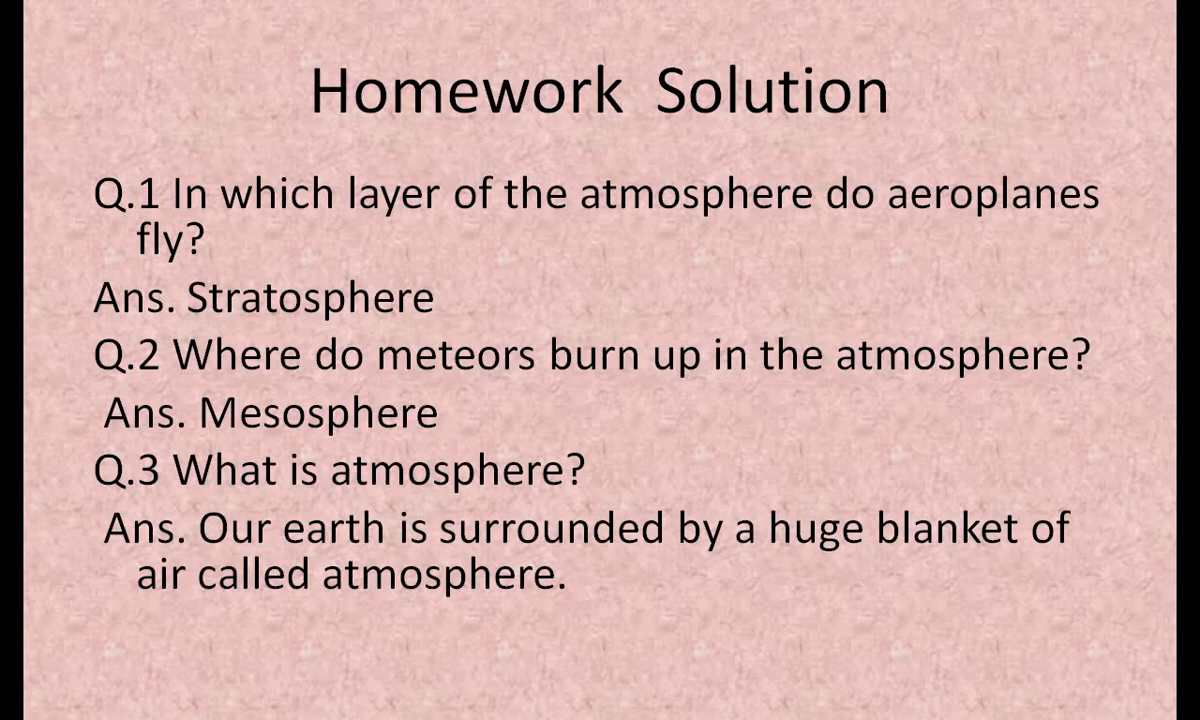 Homework Solution
Q.1 In which layer of the atmosphere do aeroplanes
fly?
Ans. Stratosphere
Q.2 Where do meteors burn up in the atmosphere?
Ans. Mesosphere
Q.3 What is atmosphere?
Ans. Our earth is surrounded by a huge blanket of
air called atmosphere.